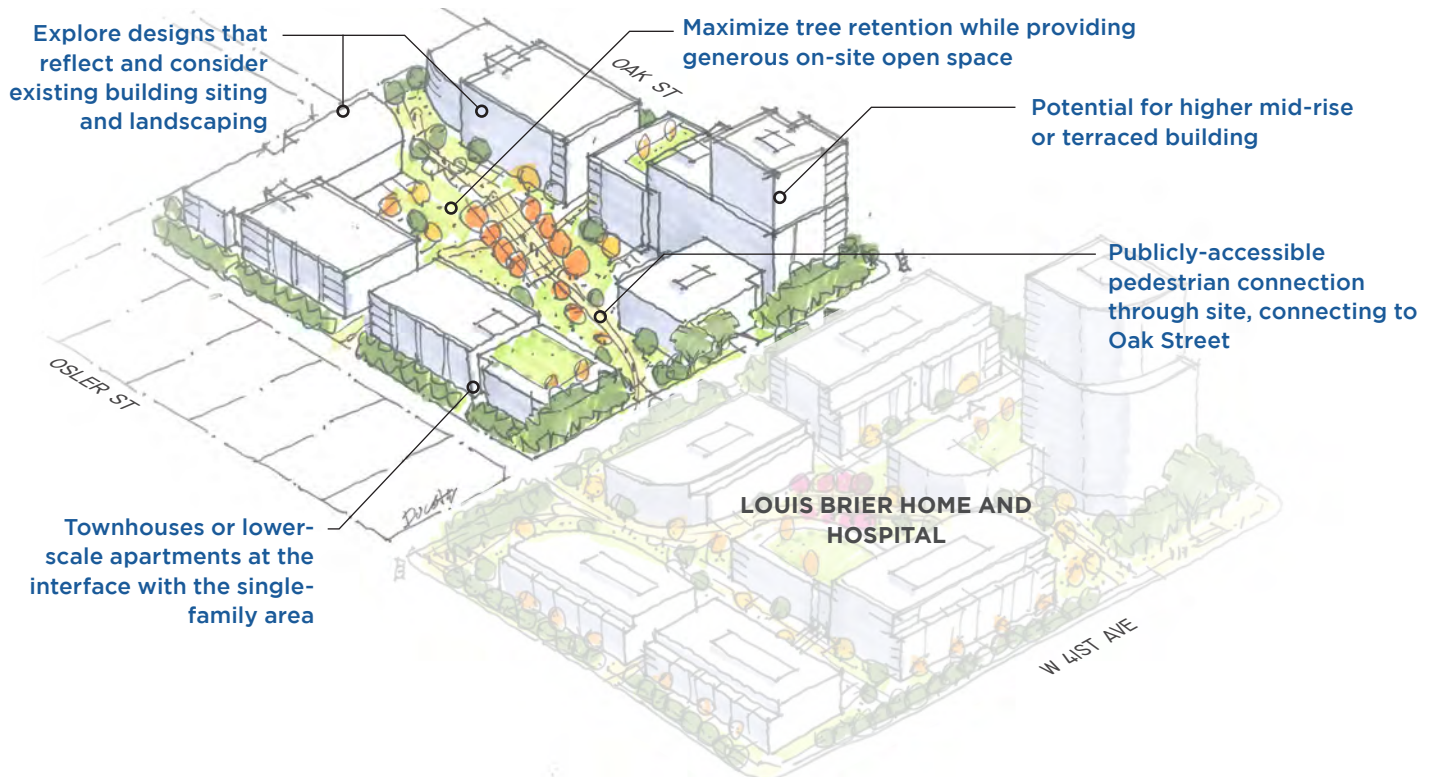 Explore designs that
reflect and consider
existing building siting
and landscaping
Maximize tree retention while providing
generous on-site open space
OAK ST
Potential for higher mid-rise
or terraced building
Publicly-accessible
pedestrian connection
through site, connecting to
Oak Street
OSLER ST
LOUIS BRIER HOME AND
HOSPITAL
Townhouses or lower-
scale apartments at the
interface with the single-
family area
W 41ST AVE